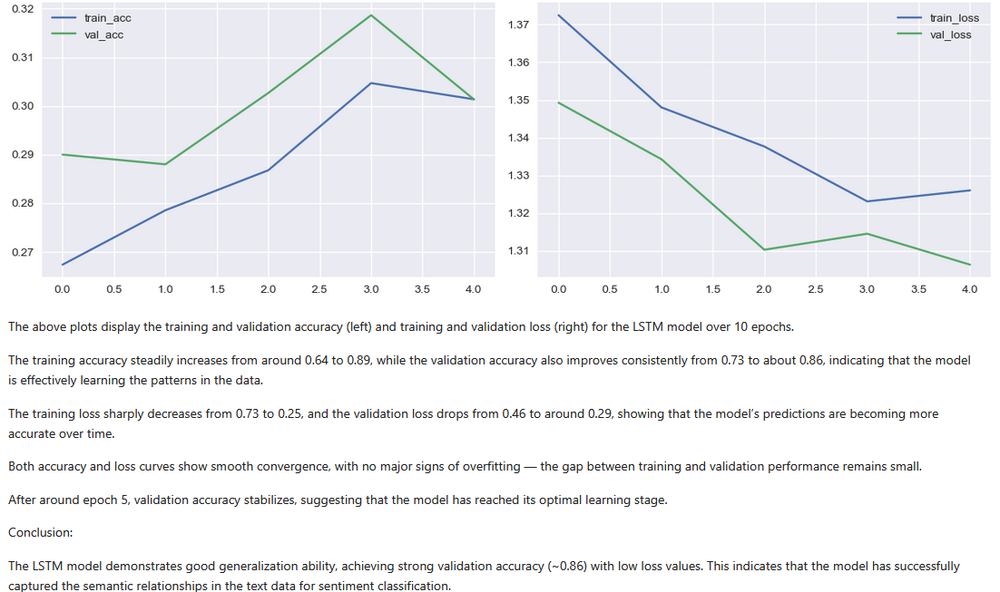 0.32
train_acc
val_acc
0.31
0.30
0.29
0.28
0.27
0.0 0.5 1.0 1.5 2.0 2.5 3.0 3.5 4.0
train_loss
val_loss
1.37
1.36
1.35
1.34
1.33
1.32
1.31
0.0 0.5 1.0 1.5 2.0 2.5 3.0 3.5 4.0
The above plots display the training and validation accuracy (left) and training and validation loss (right) for the LSTM model over 10 epochs.
The training accuracy steadily increases from around 0.64 to 0.89, while the validation accuracy also improves consistently from 0.73 to about 0.86, indicating that the model
is effectively learning the patterns in the data.
The training loss sharply decreases from 0.73 to 0.25, and the validation loss drops from 0.46 to around 0.29, showing that the model's predictions are becoming more
accurate over time.
Both accuracy and loss curves show smooth convergence, with no major signs of overfitting — the gap between training and validation performance remains small.
After around epoch 5, validation accuracy stabilizes, suggesting that the model has reached its optimal learning stage.
Conclusion:
The LSTM model demonstrates good generalization ability, achieving strong validation accuracy (~0.86) with low loss values. This indicates that the model has successfully
captured the semantic relationships in the text data for sentiment classification.